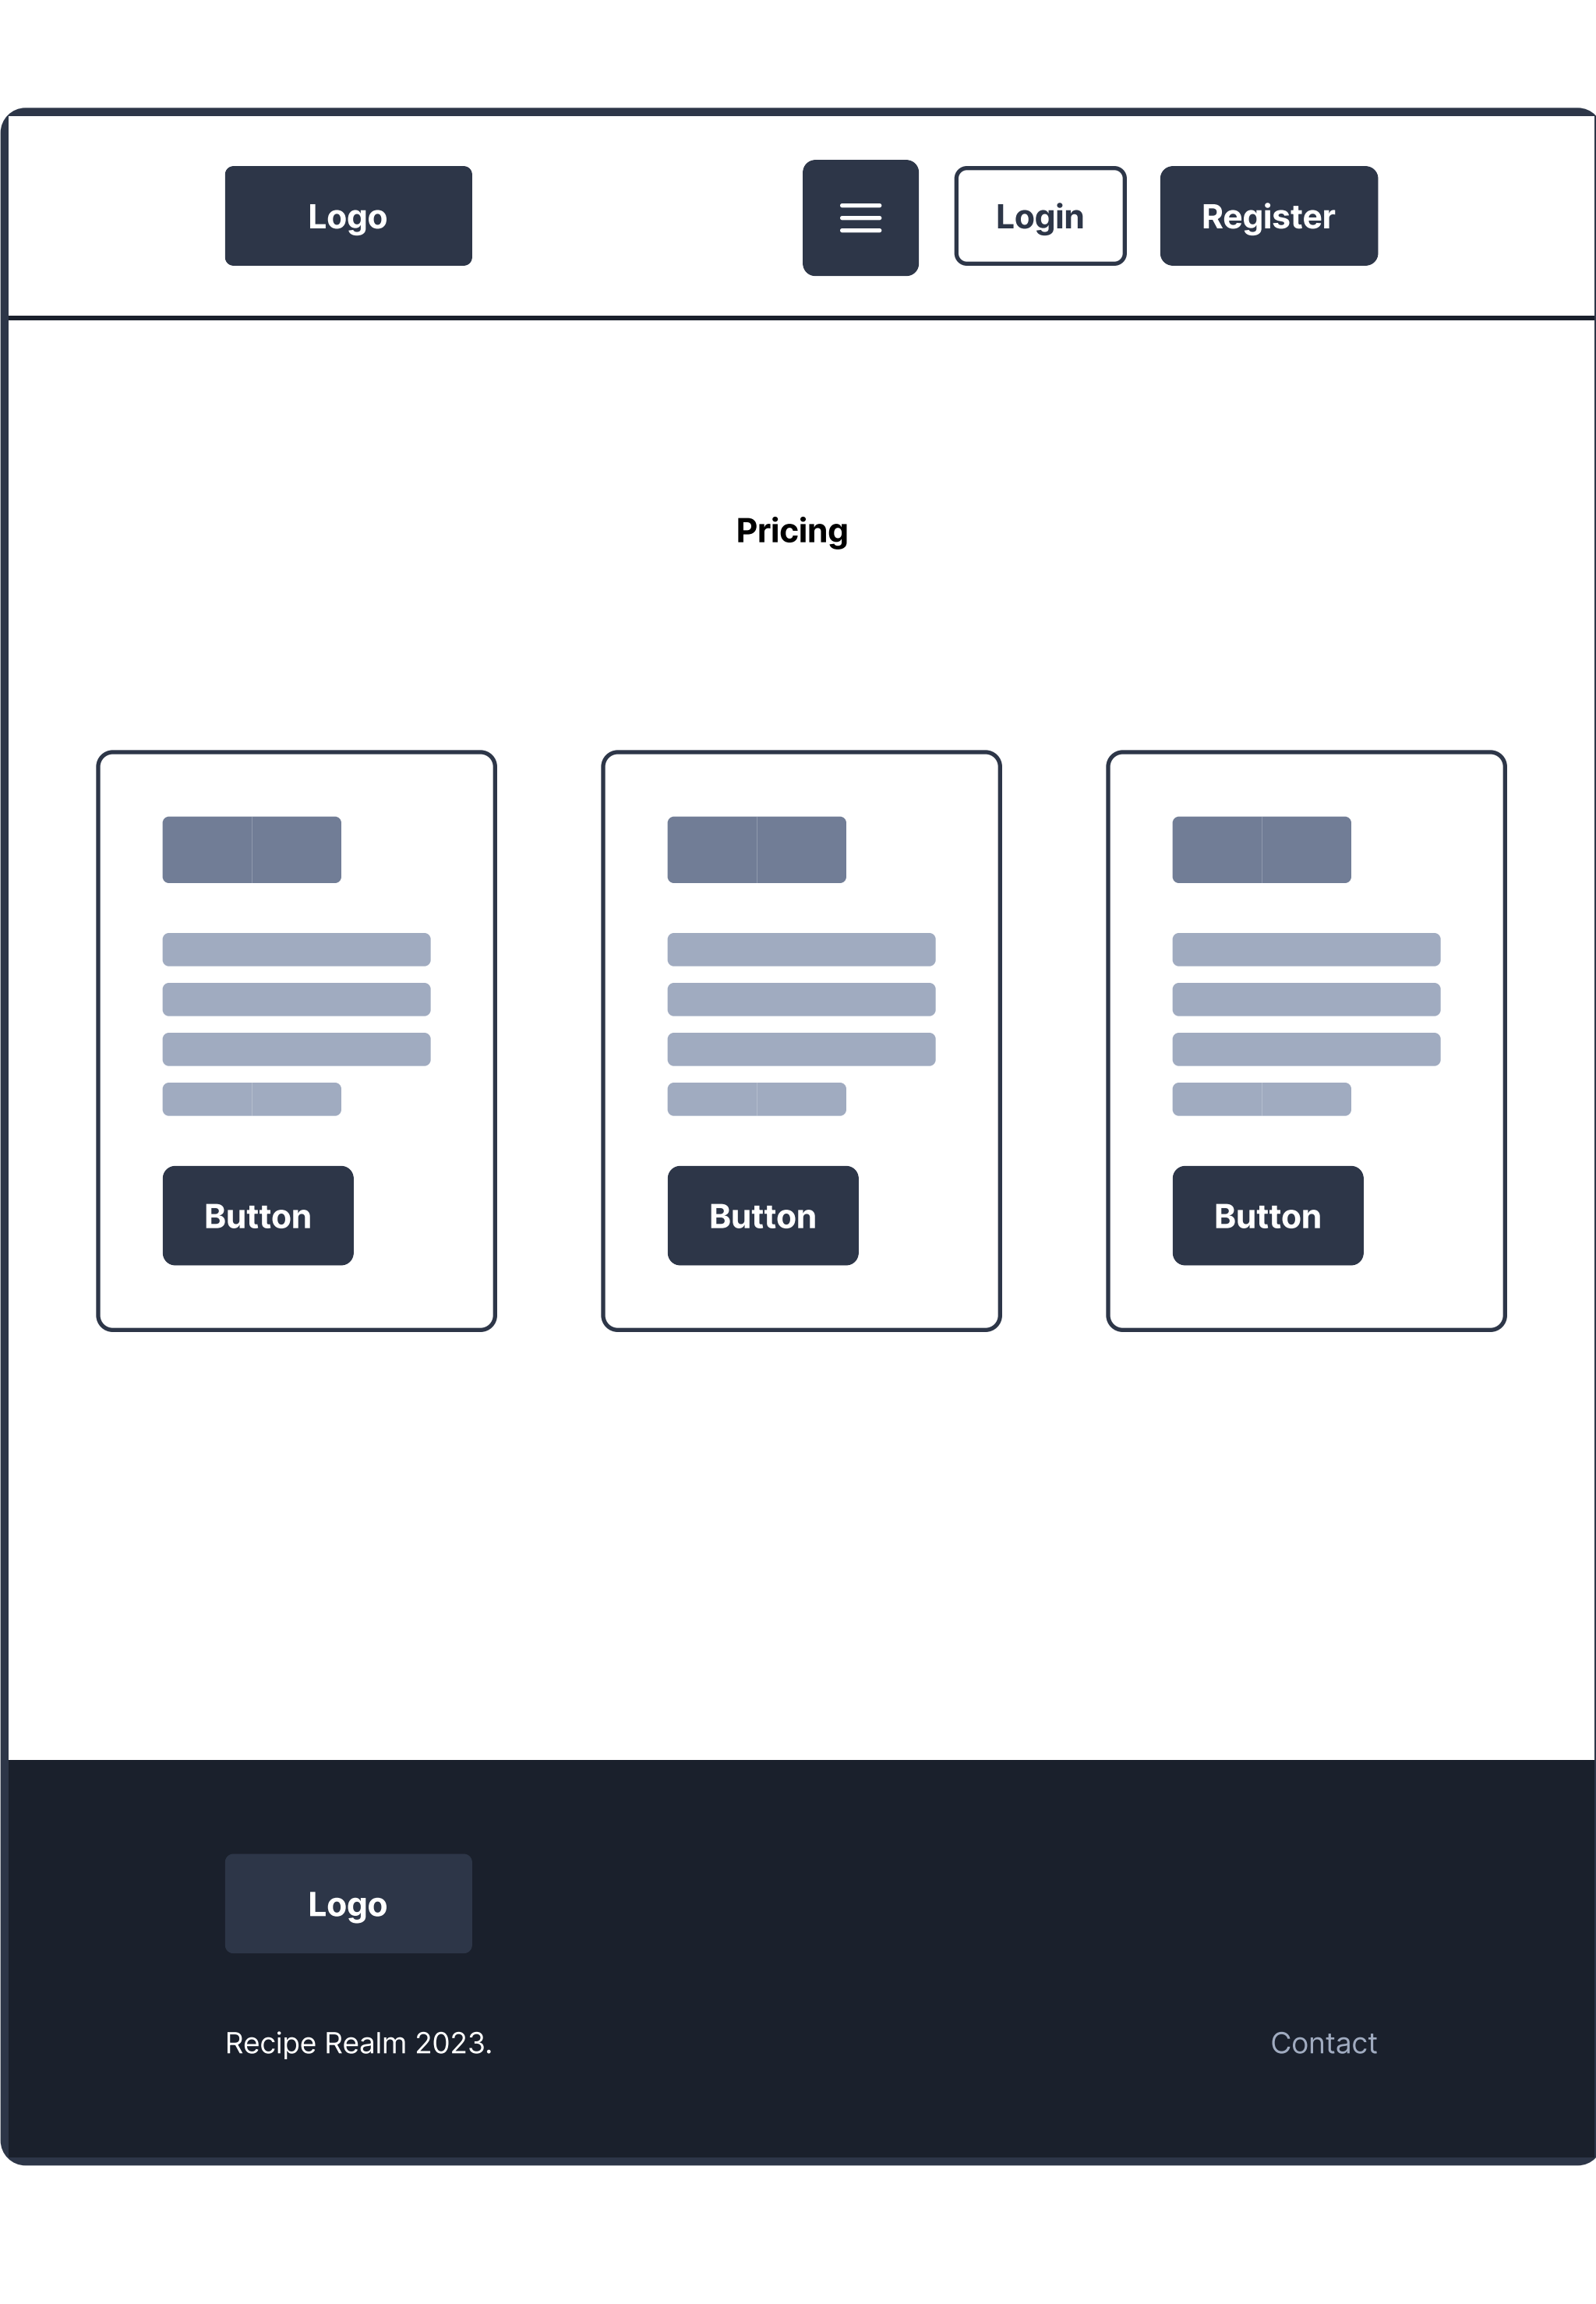 Logo
Login
Register
Pricing
Button
Button
Button
Logo
Recipe Realm 2023.
Contact